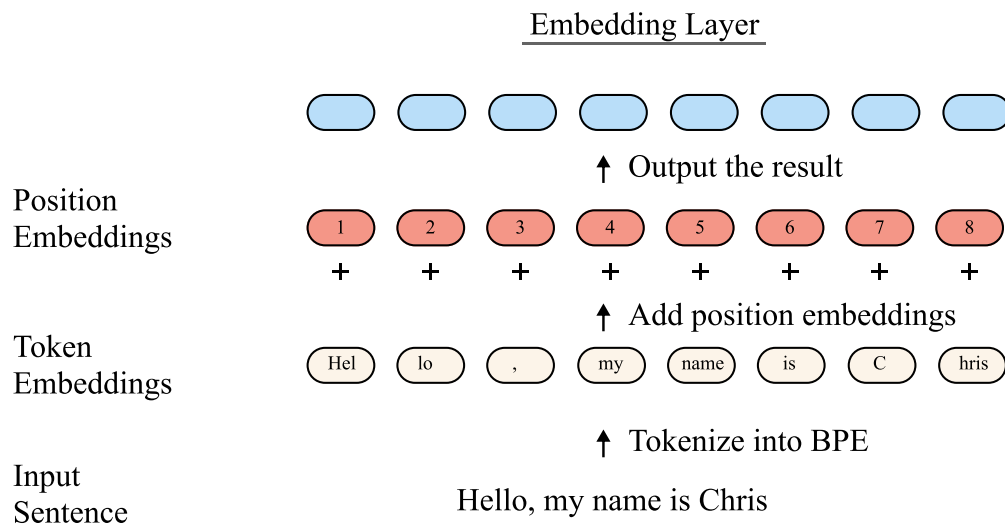 Embedding Layer
Output the result
Position
Embeddings
1 2 3 4 5 6 7 8
+ + + + + + + +
Add position embeddings
Token
Embeddings
Hel lo , my name is C hris
Tokenize into BPE
Input
Sentence
Hello, my name is Chris